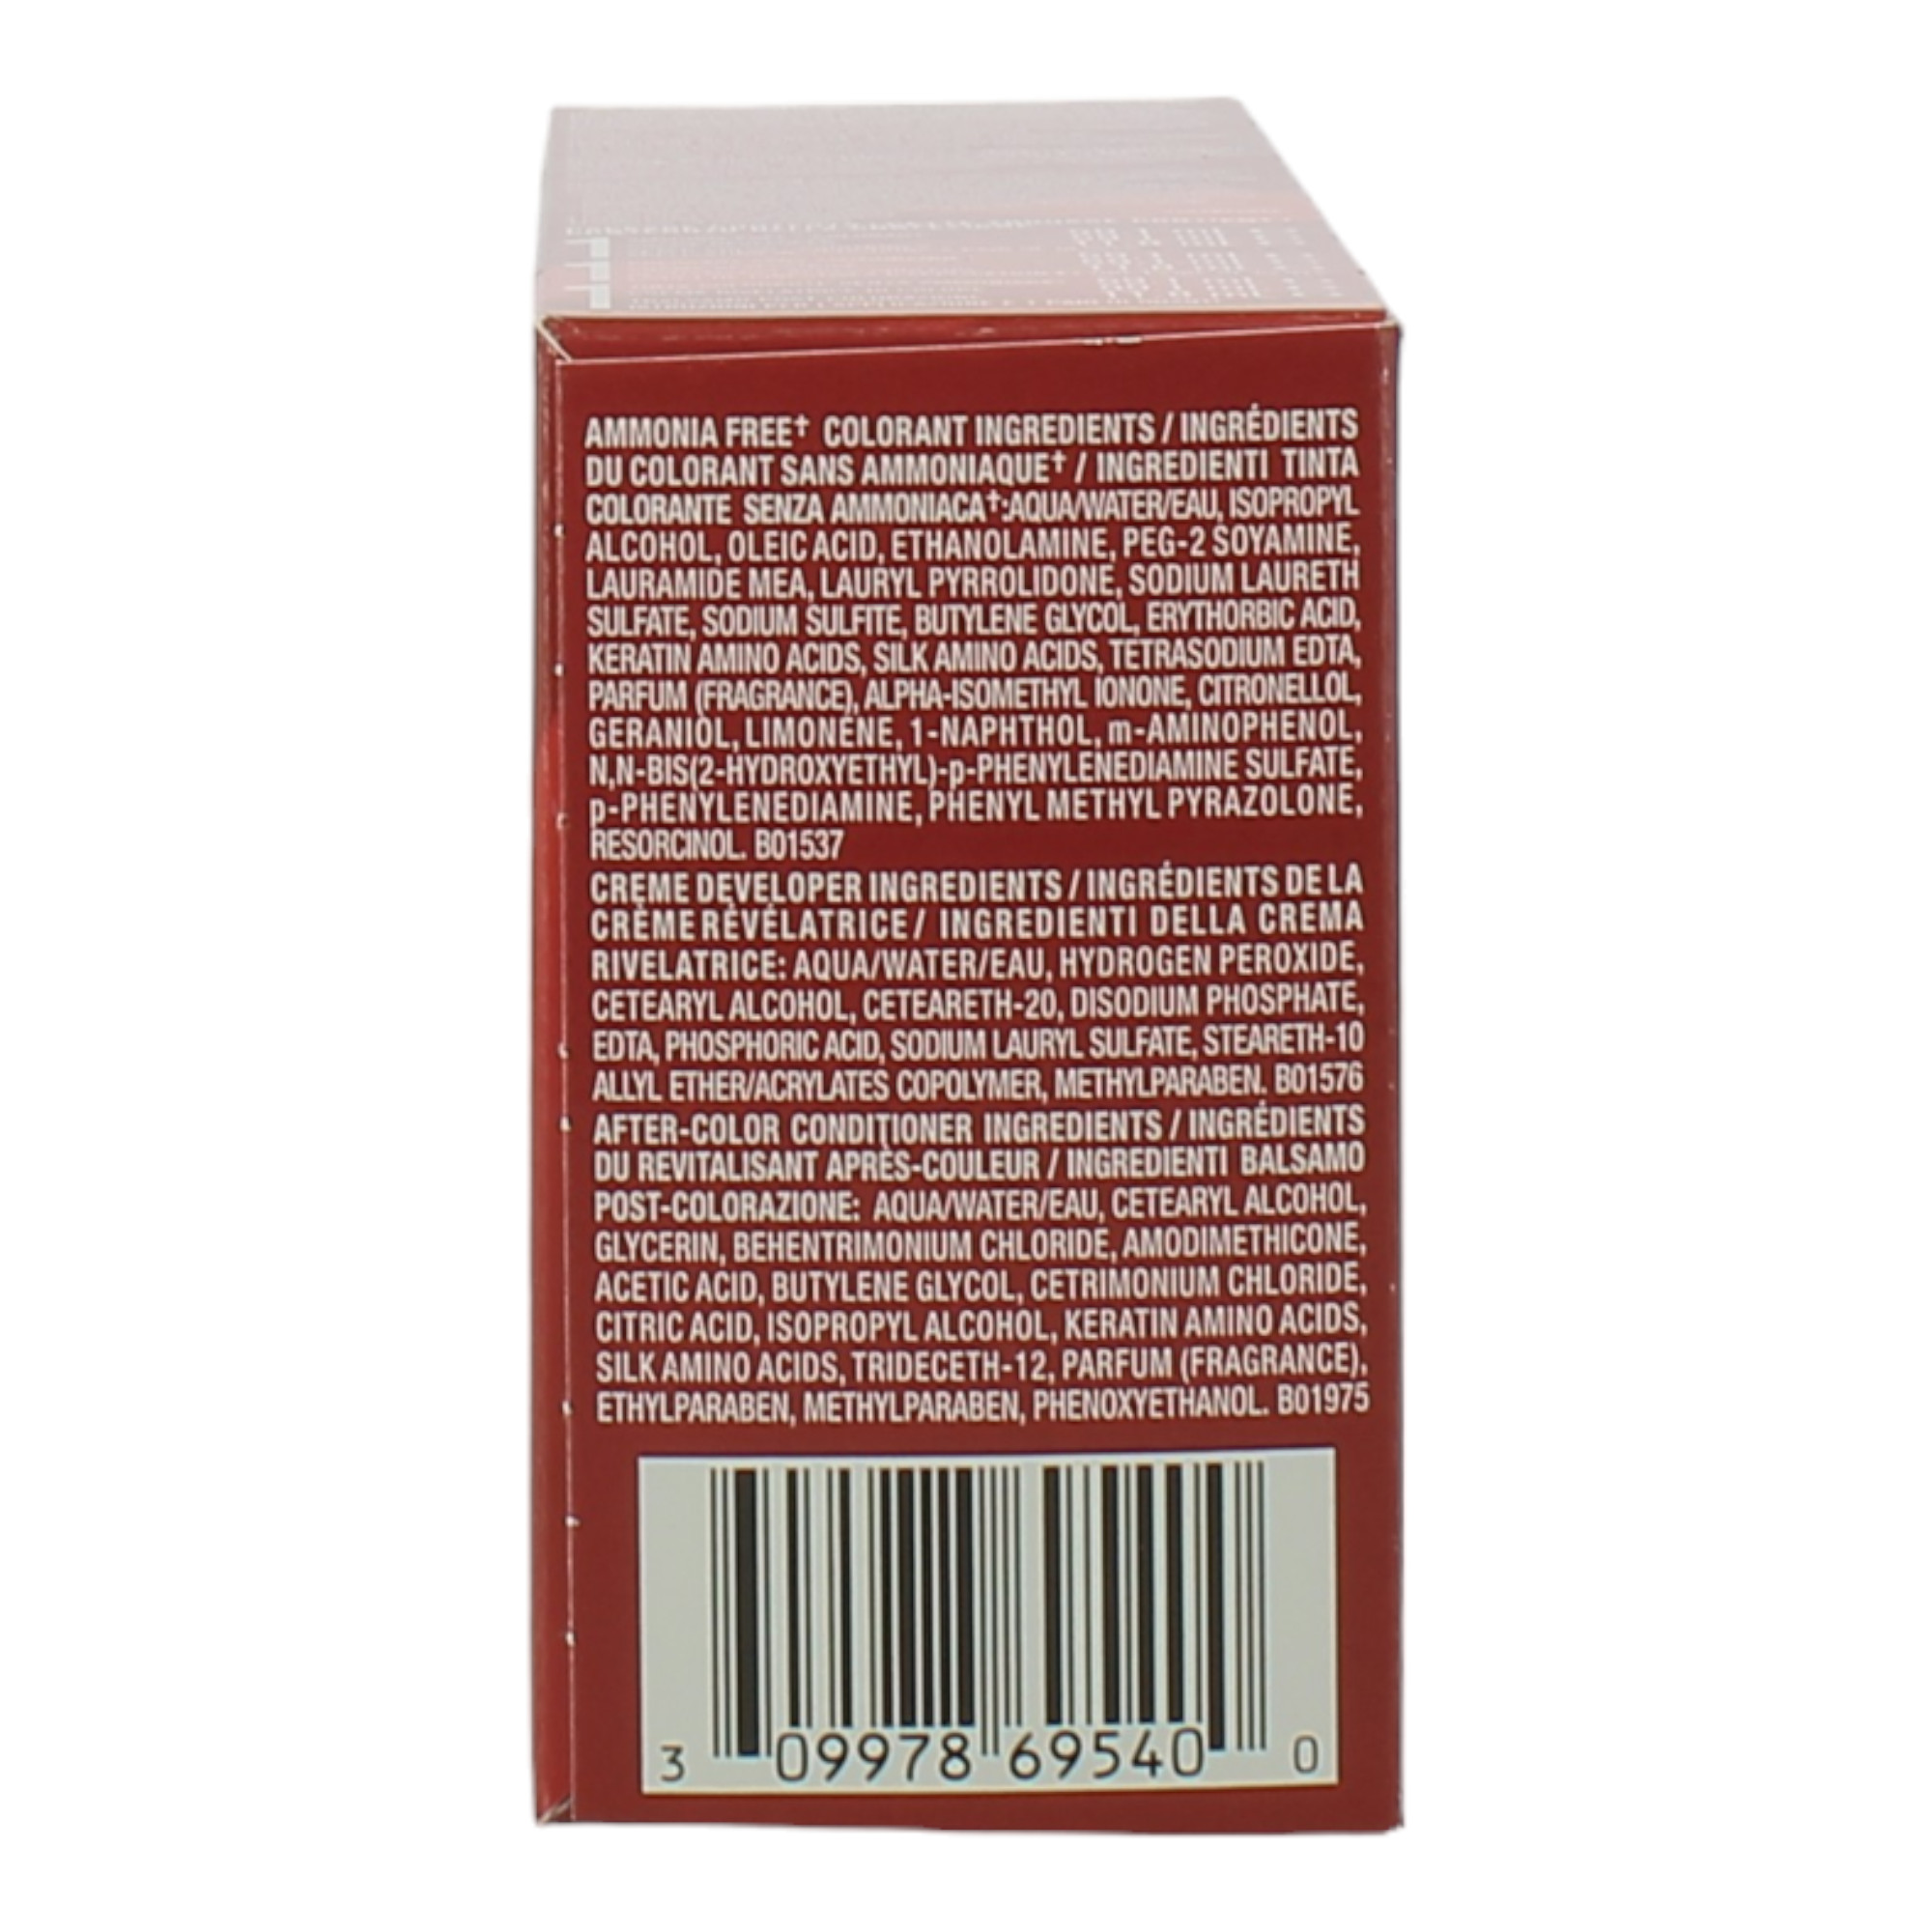 AMMONIA FREE† COLORANT INGREDIENTS / INGRÉDIENTS
DU COLORANT SANS AMMONIAQUE† / INGREDIENTI TINTA
COLORANTE SENZA AMMONIACA†:AQUA/WATER/EAU, ISOPROPYL
ALCOHOL, OLEIC ACID, ETHANOLAMINE, PEG-2 SOYAMINE,
LAURAMIDE MEA, LAURYL PYRROLIDONE, SODIUM LAURETH
SULFATE, SODIUM SULFITE, BUTYLENE GLYCOL, ERYTHORBIC ACID,
KERATIN AMINO ACIDS, SILK AMINO ACIDS, TETRASODIUM EDTA,
PARFUM (FRAGRANCE), ALPHA-ISOMETHYL IONONE, CITRONELLOL,
GERANIOL, LIMONENE, 1-NAPHTHOL, m-AMINOPHENOL,
N,N-BIS(2-HYDROXYETHYL)-p-PHENYLENEDIAMINE SULFATE,
p-PHENYLENEDIAMINE, PHENYL METHYL PYRAZOLONE,
RESORCINOL. B01537
CREME DEVELOPER INGREDIENTS / INGRÉDIENTS DE LA
CRÈME RÉVÉLATRICE / INGREDIENTI DELLA CREMA
RIVELATRICE: AQUA/WATER/EAU, HYDROGEN PEROXIDE,
CETEARYL ALCOHOL, CETEARETH-20, DISODIUM PHOSPHATE,
EDTA, PHOSPHORIC ACID, SODIUM LAURYL SULFATE, STEARETH-10
ALLYL ETHER/ACRYLATES COPOLYMER, METHYLPARABEN. B01576
AFTER-COLOR CONDITIONER INGREDIENTS / INGRÉDIENTS
DU REVITALISANT APRÈS-COULEUR / INGREDIENTI BALSAMO
POST-COLORAZIONE: AQUA/WATER/EAU, CETEARYL ALCOHOL,
GLYCERIN, BEHENTRIMONIUM CHLORIDE, AMODIMETHICONE,
ACETIC ACID, BUTYLENE GLYCOL, CETRIMONIUM CHLORIDE,
CITRIC ACID, ISOPROPYL ALCOHOL, KERATIN AMINO ACIDS,
SILK AMINO ACIDS, TRIDECETH-12, PARFUM (FRAGRANCE),
ETHYLPARABEN, METHYLPARABEN, PHENOXYETHANOL. B01975
3 09978 69540 0